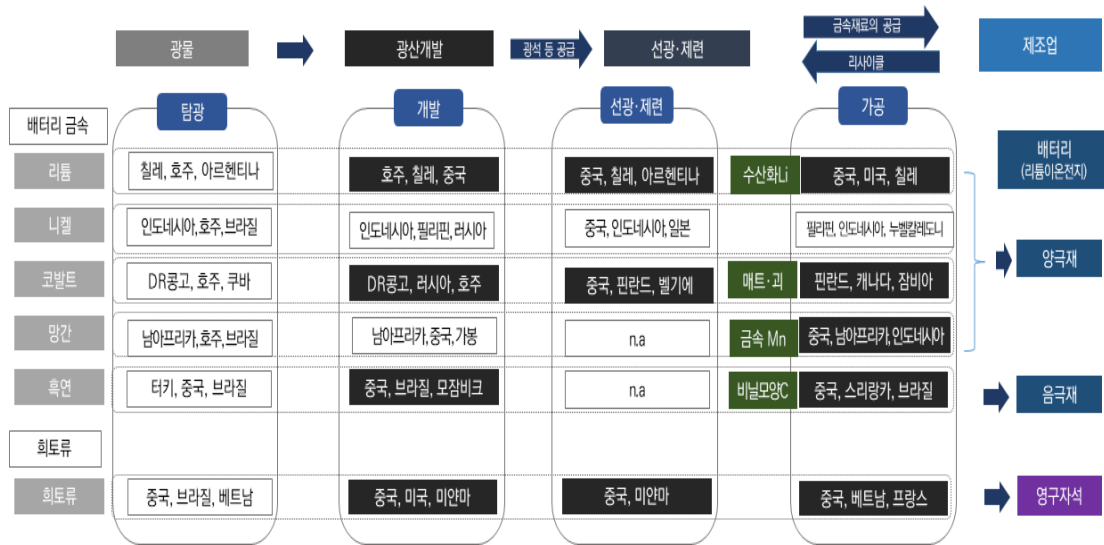 광물
광산개발
광석 등 공급
선광·제련
금속재료의 공급
리사이클
제조업
탐광
개발
선광·제련
가공
배터리 금속
배터리
(리튬이온전지)
리튬
칠레, 호주, 아르헨티나
호주, 칠레, 중국
중국, 칠레, 아르헨티나
수산화Li
중국, 미국, 칠레
니켈
인도네시아,호주,브라질
인도네시아,필리핀,러시아
중국,인도네시아,일본
필리핀, 인도네시아, 누벨칼레도니
양극재
코발트
DR콩고, 호주, 쿠바
DR콩고, 러시아, 호주
중국, 핀란드, 벨기에
매트·괴
핀란드, 캐나다, 잠비아
망간
남아프리카,호주,브라질
남아프리카,중국,가봉
n.a
금속 Mn
중국,남아프리카,인도네시아
흑연
터키, 중국, 브라질
중국, 브라질, 모잠비크
n.a
비닐모양C
중국, 스리랑카, 브라질
음극재
희토류
희토류
중국, 브라질, 베트남
중국, 미국, 미얀마
중국, 미얀마
중국, 베트남, 프랑스
영구자석